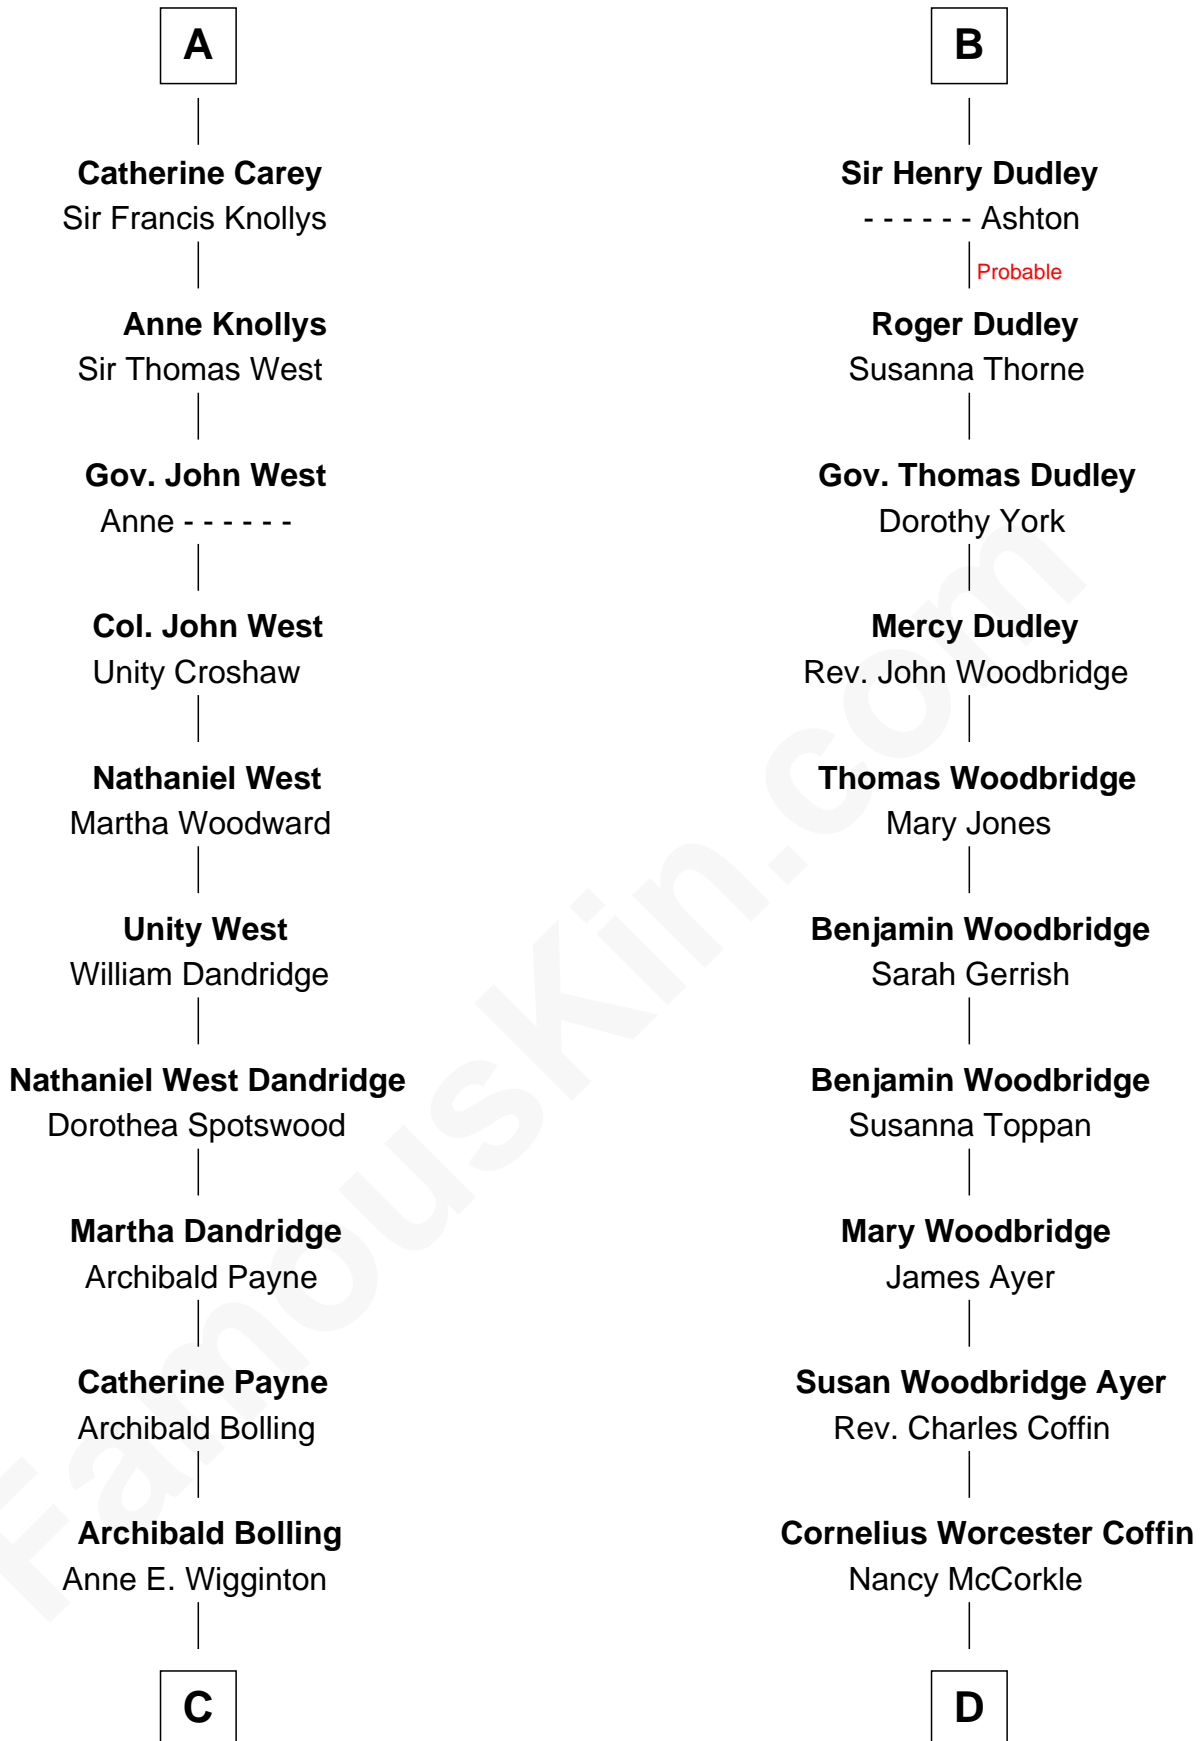 A
Catherine Carey
Sir Francis Knollys
Anne Knollys
Sir Thomas West
Gov. John West
Anne - - - - - -
Col. John West
Unity Croshaw
Nathaniel West
Martha Woodward
Unity West
William Dandridge
Nathaniel West Dandridge
Dorothea Spotswood
Martha Dandridge
Archibald Payne
Catherine Payne
Archibald Bolling
Archibald Bolling
Anne E. Wigginton
C
B
Sir Henry Dudley
- - - - - - Ashton
Probable
Roger Dudley
Susanna Thorne
Gov. Thomas Dudley
Dorothy York
Mercy Dudley
Rev. John Woodbridge
Thomas Woodbridge
Mary Jones
Benjamin Woodbridge
Sarah Gerrish
Benjamin Woodbridge
Susanna Toppan
Mary Woodbridge
James Ayer
Susan Woodbridge Ayer
Rev. Charles Coffin
Cornelius Worcester Coffin
Nancy McCorkle
D
FamousKin.com